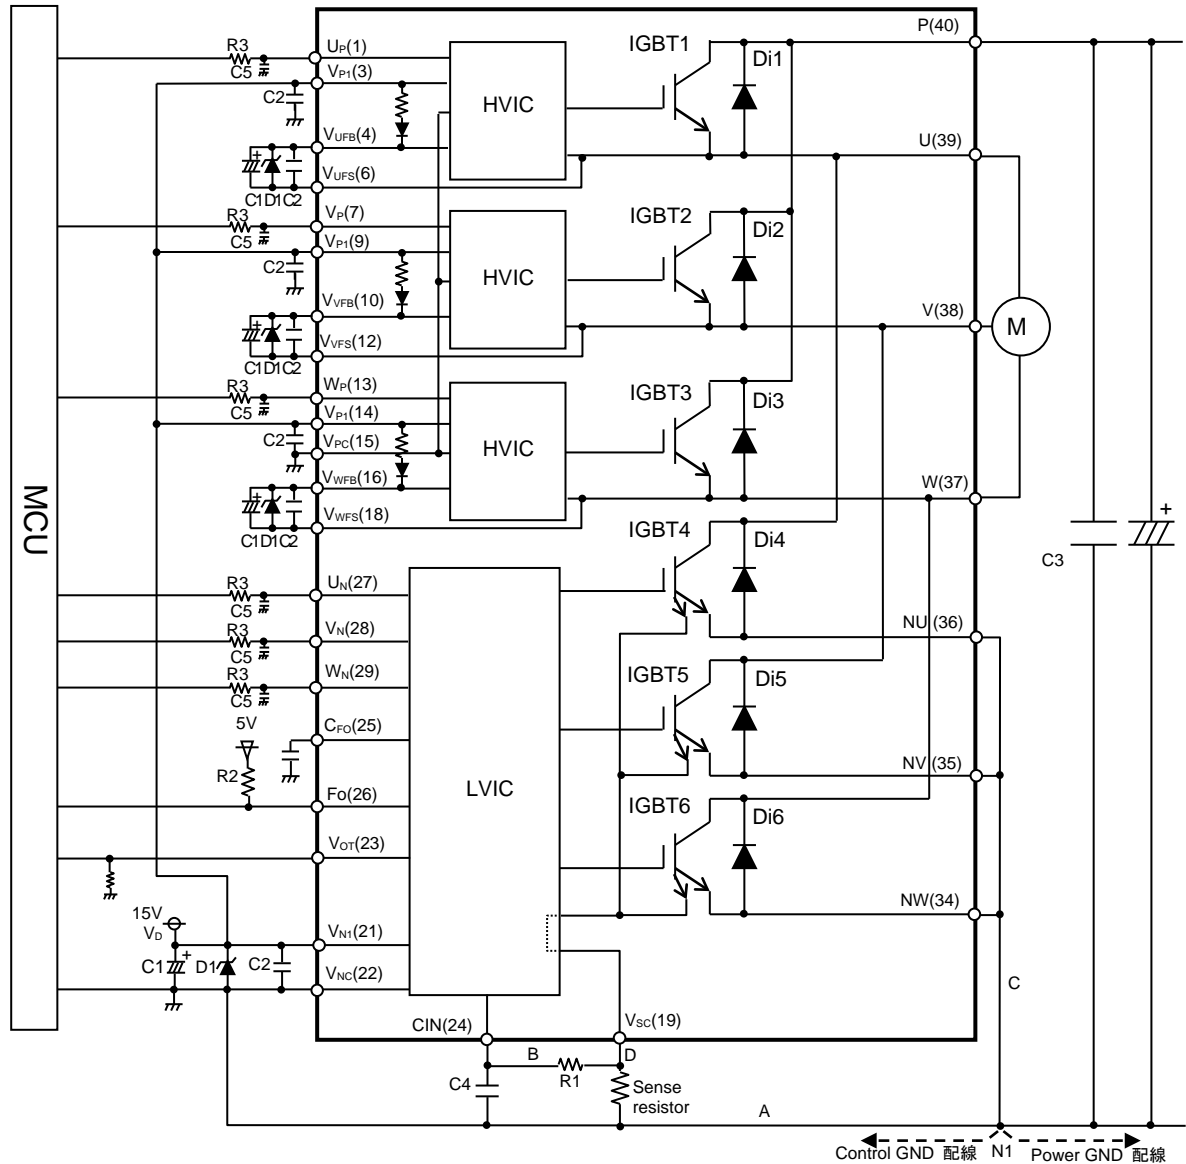 MCU
R3
C5
UP(1)
VP1(3)
C2
VUFB(4)
VUFS(6)
+
C1D1C2
HVIC
IGBT1
Di1
P(40)
U(39)
R3
C5
VP(7)
VP1(9)
C2
VVFB(10)
VVFS(12)
+
C1D1C2
HVIC
IGBT2
Di2
V(38)
M
R3
C5
WP(13)
VP1(14)
C2
VPC(15)
VWFB(16)
VWFS(18)
+
C1D1C2
HVIC
IGBT3
Di3
W(37)
IGBT4
Di4
NU(36)
C3
+
R3
C5
UN(27)
R3
C5
VN(28)
R3
C5
WN(29)
5V
R2
CFO(25)
Fo(26)
VOT(23)
LVIC
IGBT5
Di5
NV(35)
IGBT6
Di6
NW(34)
15V
VD
C1
+
D1
C2
VN1(21)
VNC(22)
C
CIN(24)
VSC(19)
B
D
R1
C4
Sense
resistor
A
Control GND 配線
N1
Power GND 配線